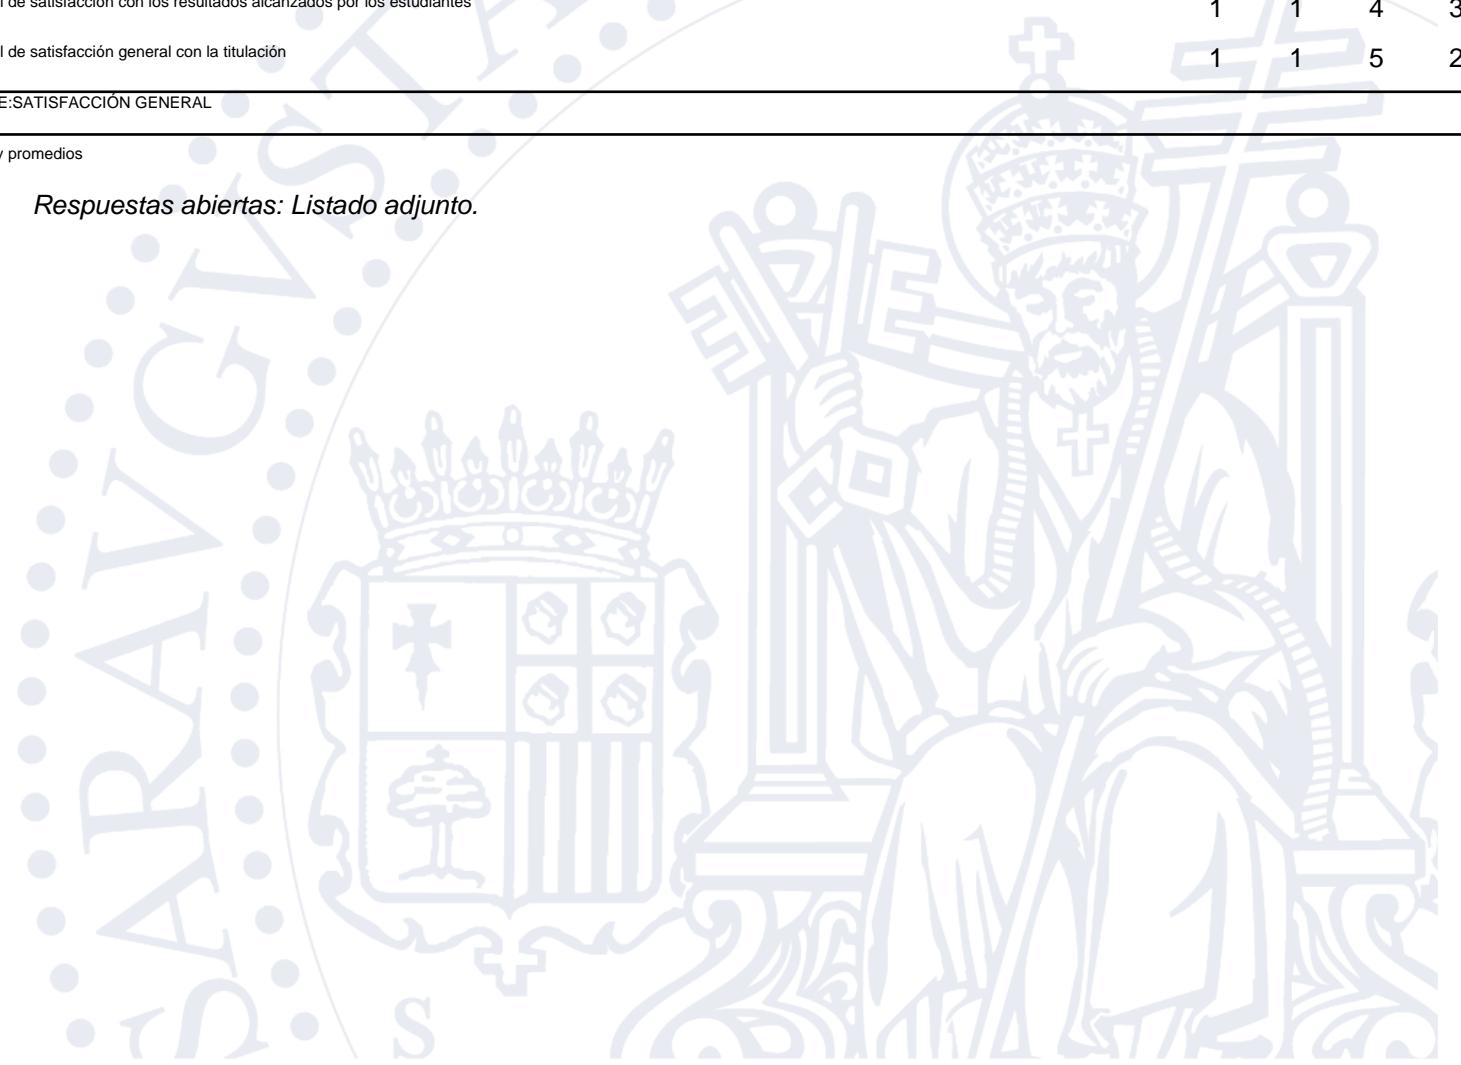 l de satisfacción con los resultados alcanzados por los estudiantes 1 1 4 3
l de satisfacción general con la titulación 1 1 5 2
E:SATISFACCIÓN GENERAL
y promedios
Respuestas abiertas: Listado adjunto.
SARAVGVSTA
S